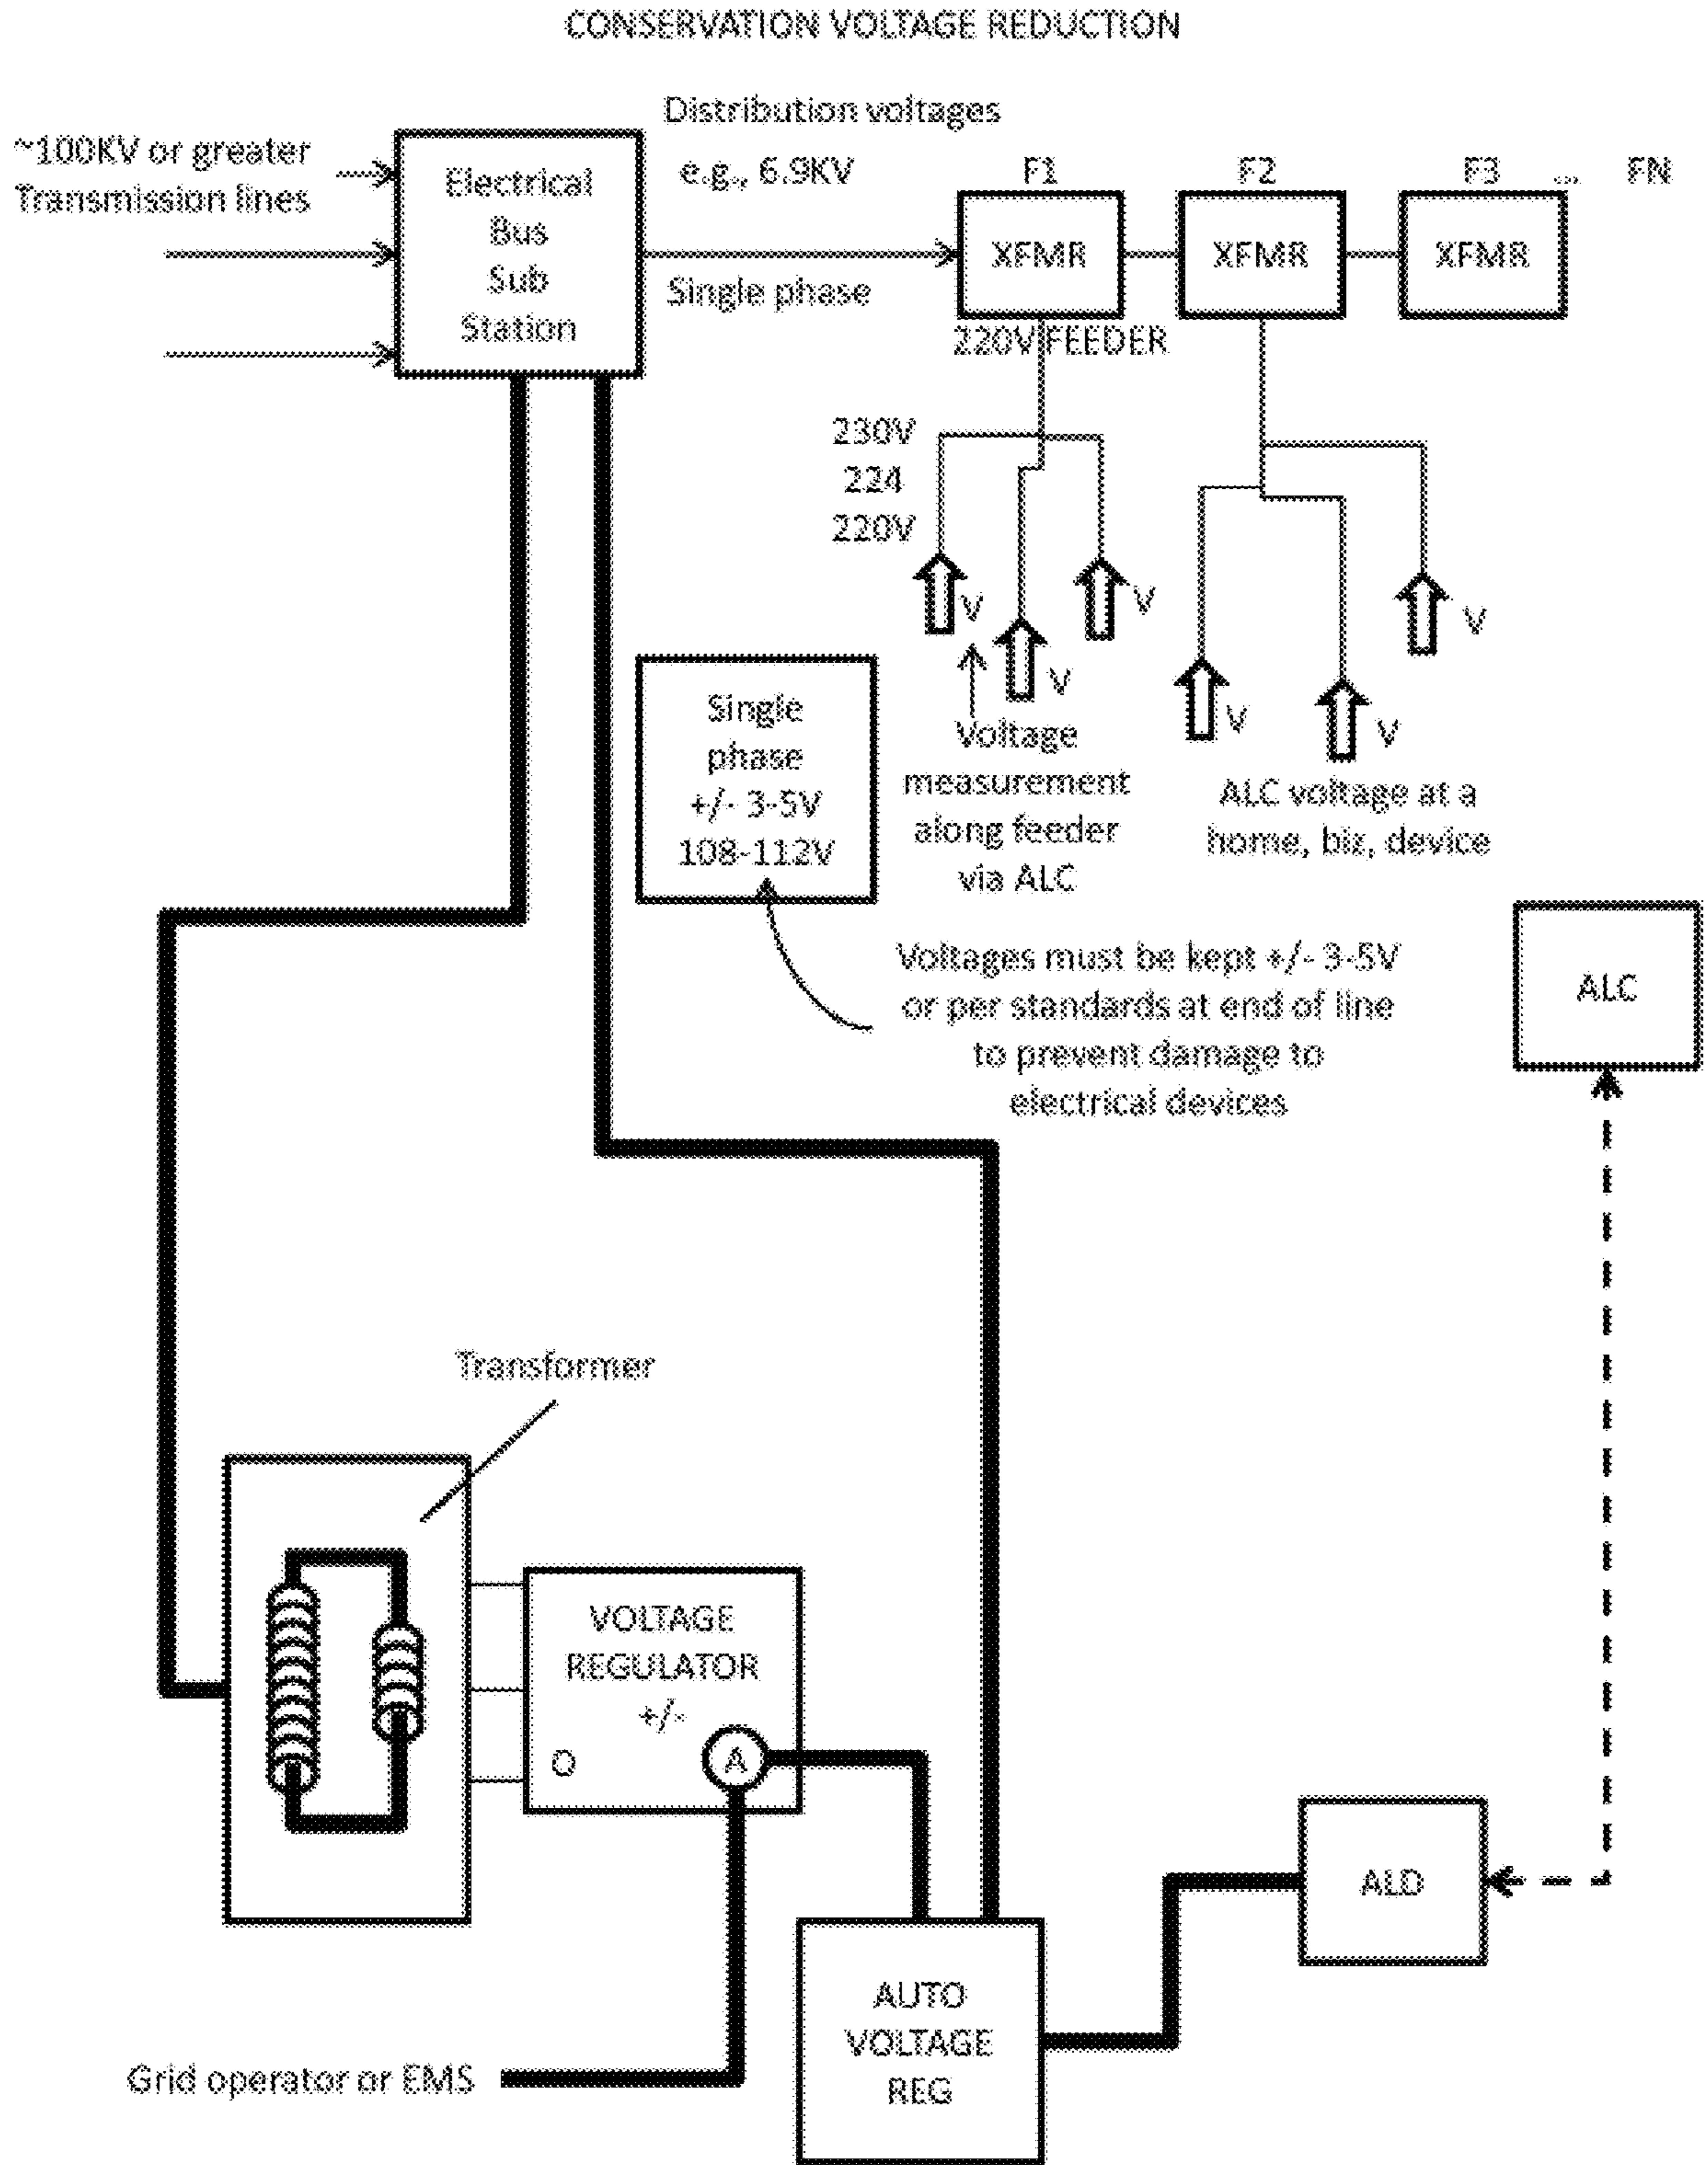 CONSERVATION VOLTAGE REDUCTION
~100KV or greater
Transmission lines
Electrical
Bus
Sub
Station
Distribution voltages
e.g., 6.9KV
Single phase
F1
F2
F3
...
FN
XFMR
XFMR
XFMR
220V FEEDER
230V
224
220V
V
V
V
V
V
V
Voltage
measurement
along feeder
via ALC
ALC voltage at a
home, biz, device
Single
phase
+/- 3-5V
108-112V
Voltages must be kept +/- 3-5V
or per standards at end of line
to prevent damage to
electrical devices
ALC
Transformer
VOLTAGE
REGULATOR
+/-
O
A
ALD
AUTO
VOLTAGE
REG
Grid operator or EMS